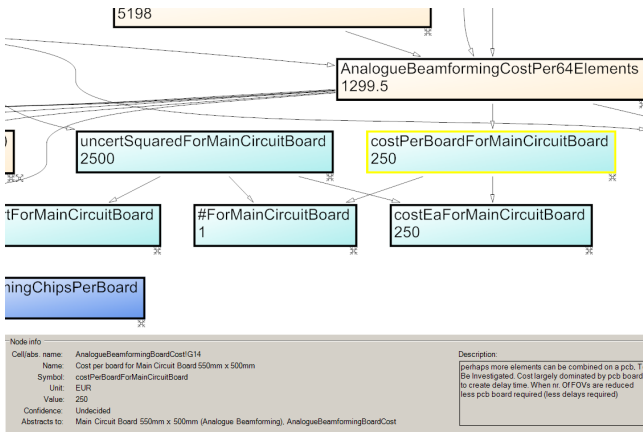 5198
AnalogueBeamformingCostPer64Elements
1299.5
uncertSquaredForMainCircuitBoard
2500
costPerBoardForMainCircuitBoard
250
rtForMainCircuitBoard
#ForMainCircuitBoard
1
costEaForMainCircuitBoard
250
ningChipsPerBoard
Node info
Cell/abs. name: AnalogueBeamformingBoardCost!G14
Name: Cost per board for Main Circuit Board 550mm x 500mm
Symbol: costPerBoardForMainCircuitBoard
Unit: EUR
Value: 250
Confidence: Undecided
Abstracts to: Main Circuit Board 550mm x 500mm (Analogue Beamforming), AnalogueBeamformingBoardCost
Description:
perhaps more elements can be combined on a pcb. T
Be Investigated. Cost largely dominated by pcb board
to create delay time. When nr. Of FOVs are reduced
less pcb board required (less delays required)